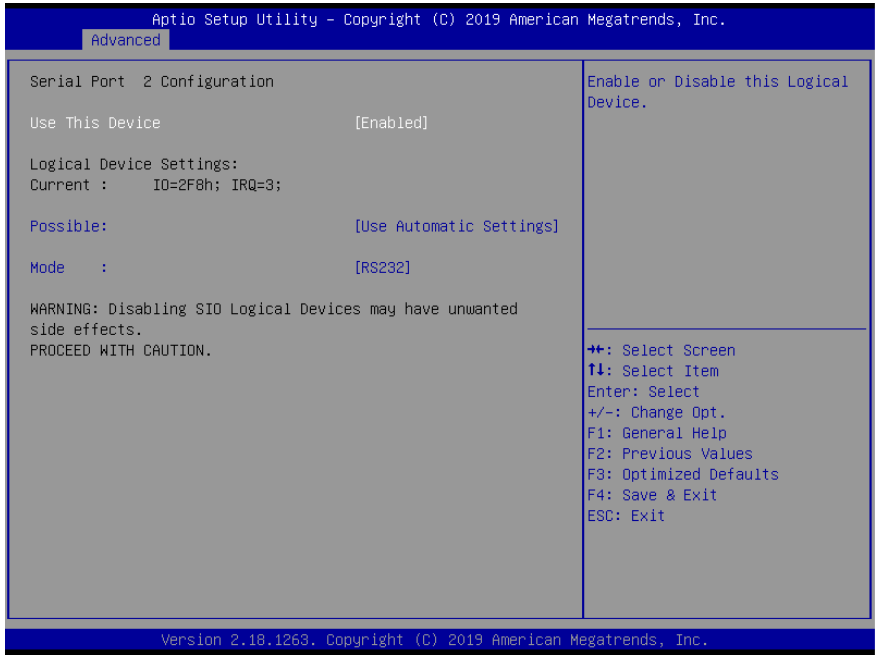 Aptio Setup Utility – Copyright (C) 2019 American Megatrends, Inc.
Advanced
Serial Port 2 Configuration
Use This Device [Enabled]
Logical Device Settings:
Current : IO=2F8h; IRQ=3;
Possible: [Use Automatic Settings]
Mode : [RS232]
WARNING: Disabling SIO Logical Devices may have unwanted
side effects.
PROCEED WITH CAUTION.
Enable or Disable this Logical
Device.
→←: Select Screen
↑↓: Select Item
Enter: Select
+/-: Change Opt.
F1: General Help
F2: Previous Values
F3: Optimized Defaults
F4: Save & Exit
ESC: Exit
Version 2.18.1263. Copyright (C) 2019 American Megatrends, Inc.